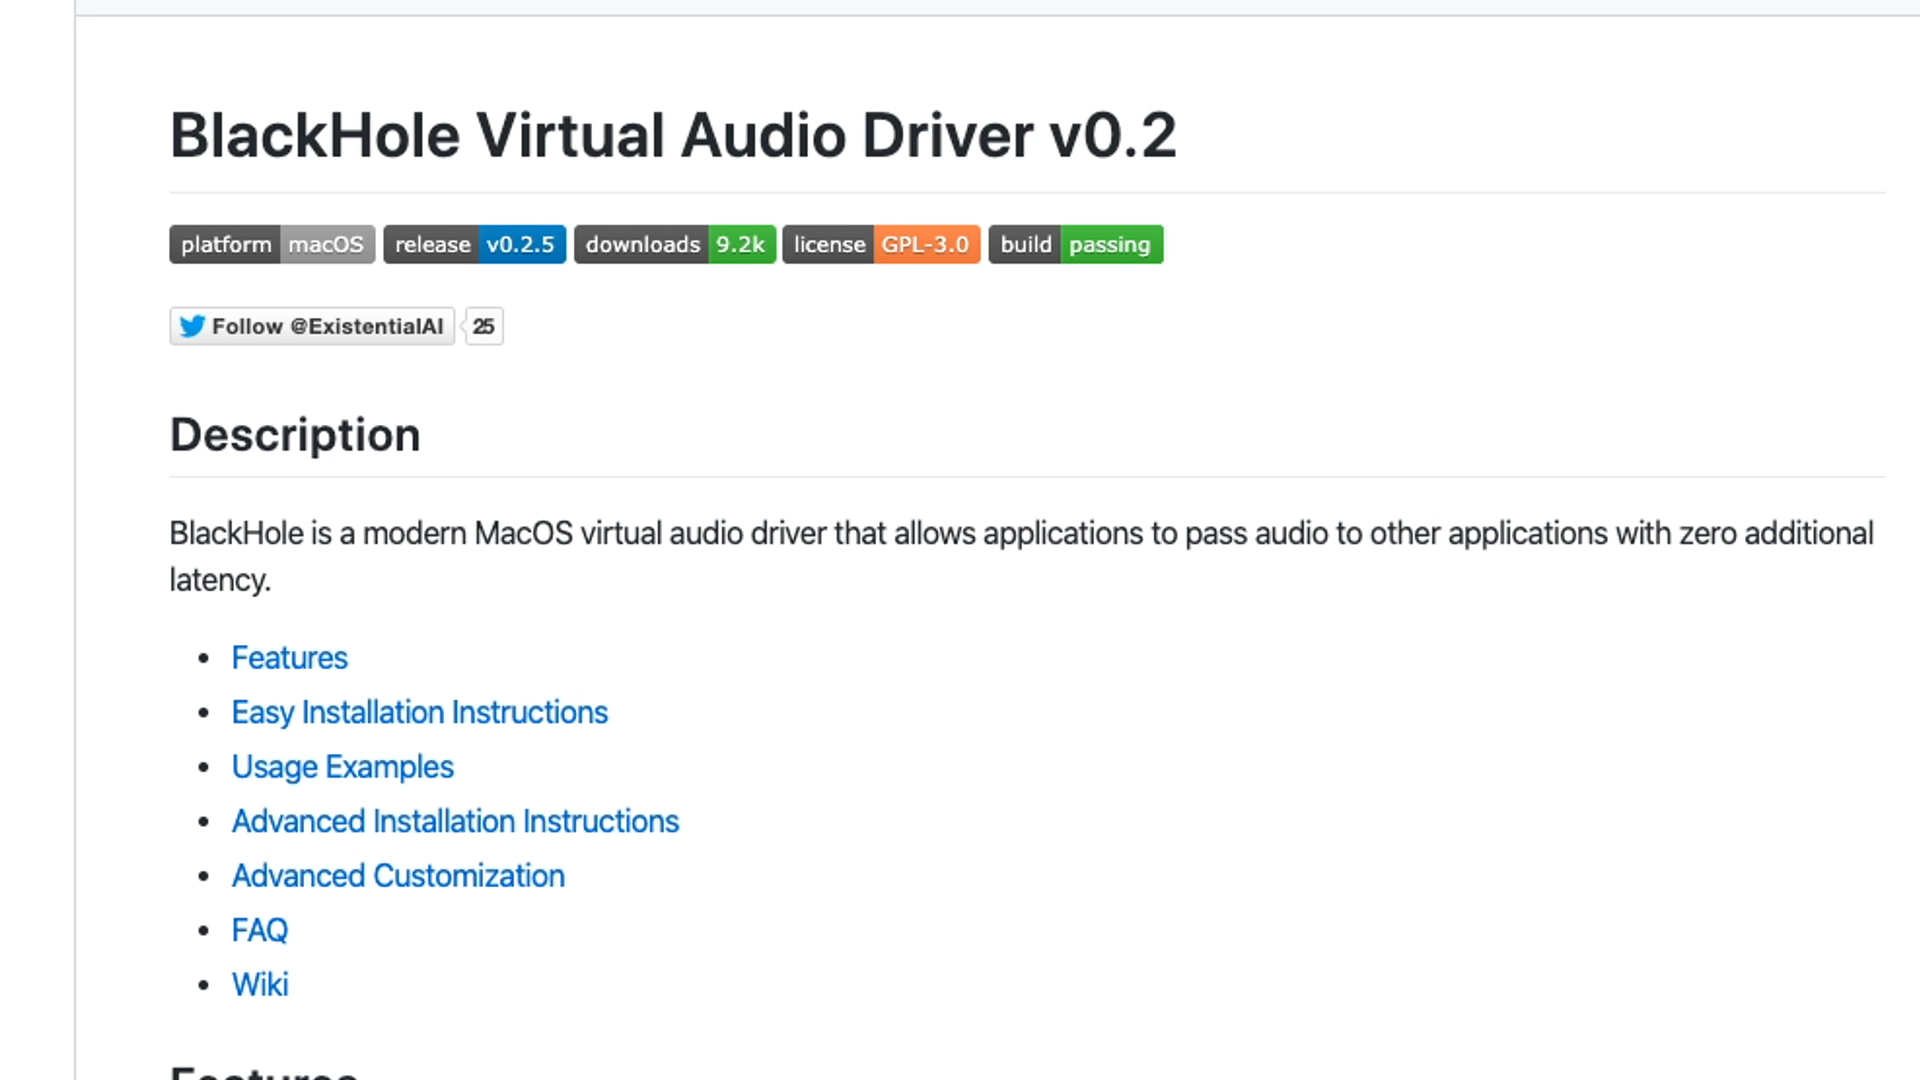 BlackHole Virtual Audio Driver v0.2
platform macOS release v0.2.5 downloads 9.2k license GPL-3.0 build passing
Follow @ExistentialAI 25
Description
BlackHole is a modern MacOS virtual audio driver that allows applications to pass audio to other applications with zero additional
latency.
Features
Easy Installation Instructions
Usage Examples
Advanced Installation Instructions
Advanced Customization
FAQ
Wiki
Features